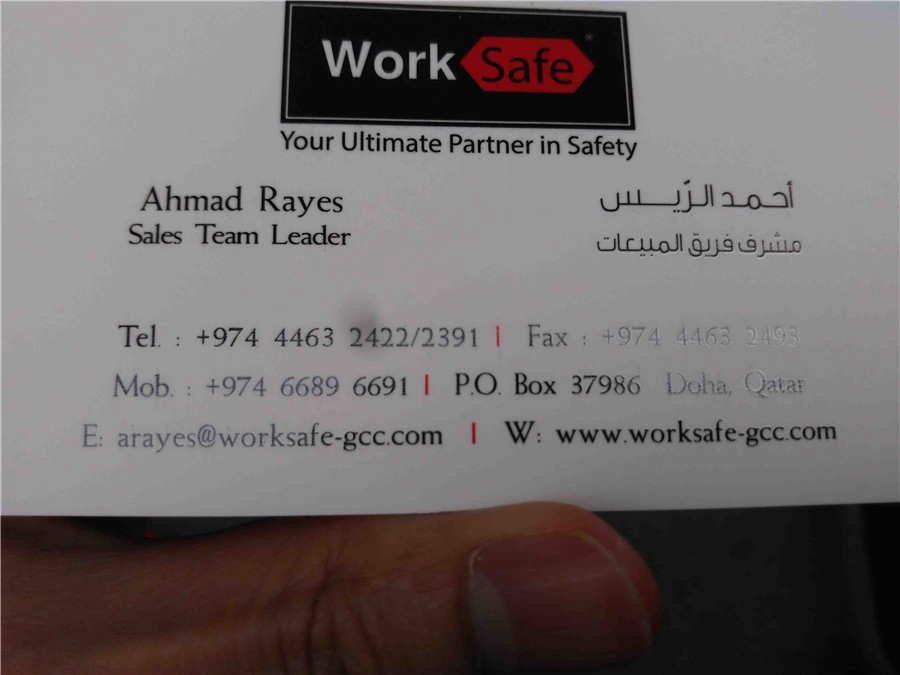 Work Safe ®
Your Ultimate Partner in Safety
Ahmad Rayes
Sales Team Leader
أحمد الرّيس
مشرف فريق المبيعات
Tel. : +974 4463 2422/2391 | Fax : +974 4463 2493
Mob. : +974 6689 6691 | P.O. Box 37986 Doha, Qatar
E: arayes@worksafe-gcc.com | W: www.worksafe-gcc.com